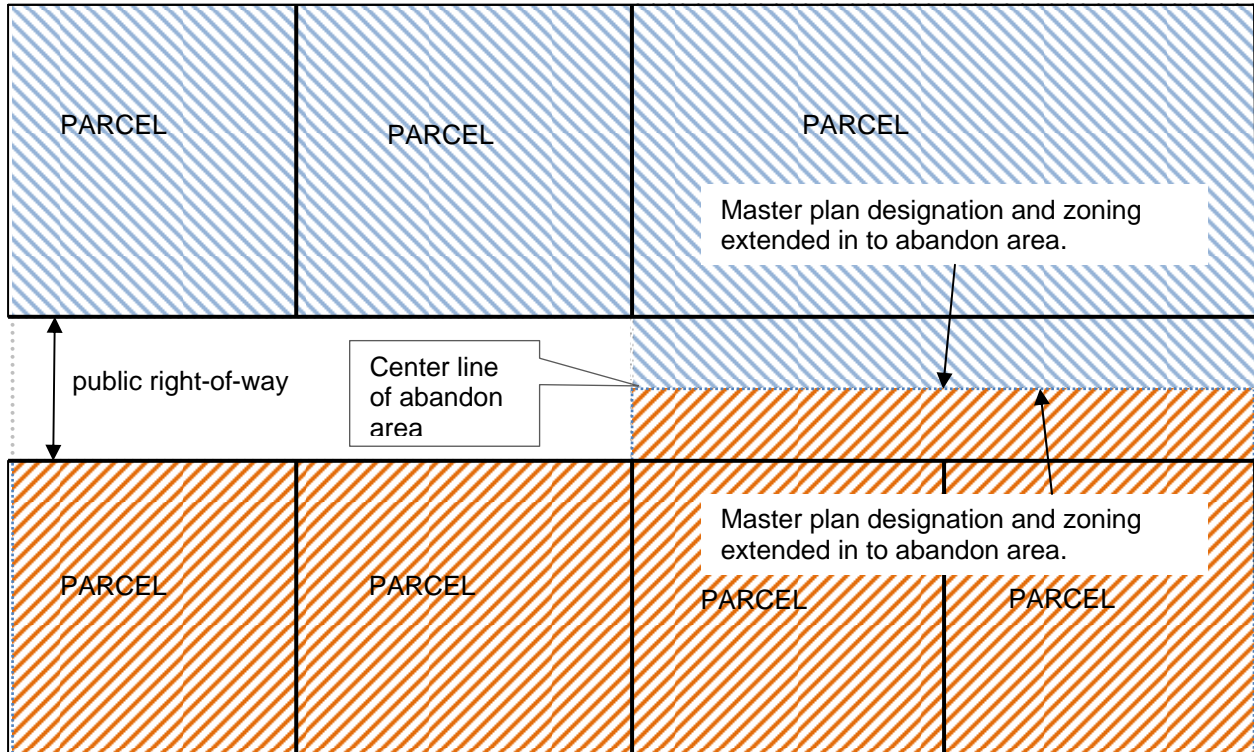 PARCEL
PARCEL
PARCEL
Master plan designation and zoning
extended in to abandon area.
public right-of-way
Center line
of abandon
area
Master plan designation and zoning
extended in to abandon area.
PARCEL
PARCEL
PARCEL
PARCEL